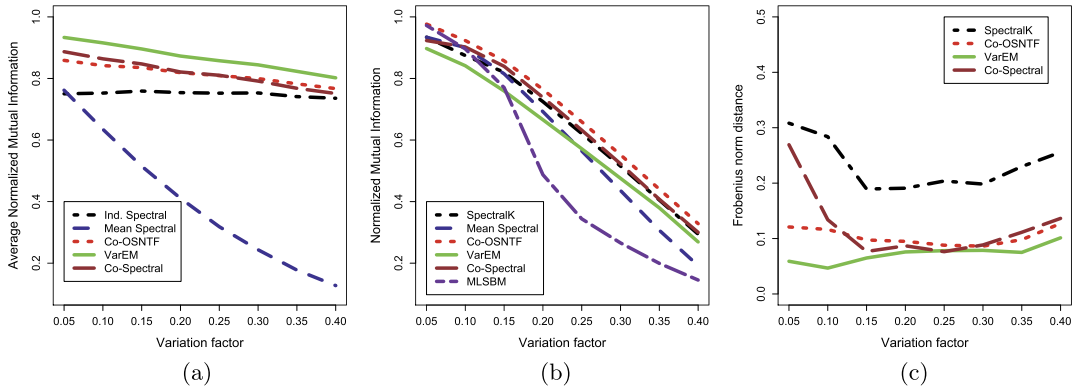 Average Normalized Mutual Information
1.0
0.8
0.6
0.4
0.2
Ind. Spectral
Mean Spectral
Co-OSNTF
VarEM
Co-Spectral
0.05 0.10 0.15 0.20 0.25 0.30 0.35 0.40
Variation factor
(a)
Normalized Mutual Information
1.0
0.8
0.6
0.4
0.2
SpectralK
Mean Spectral
Co-OSNTF
VarEM
Co-Spectral
MLSBM
0.05 0.10 0.15 0.20 0.25 0.30 0.35 0.40
Variation factor
(b)
Frobenius norm distance
0.5
0.4
0.3
0.2
0.1
0.0
SpectralK
Co-OSNTF
VarEM
Co-Spectral
0.05 0.10 0.15 0.20 0.25 0.30 0.35 0.40
Variation factor
(c)